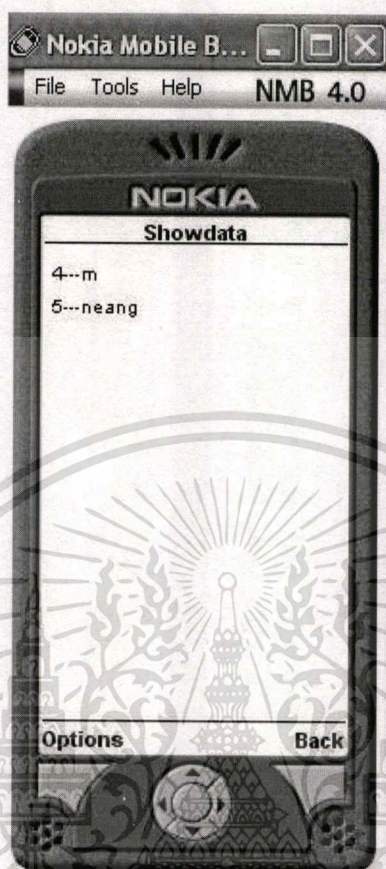 Nokia Mobile B...
File Tools Help NMB 4.0
NOKIA
Showdata
4---m
5---neang
Options Back